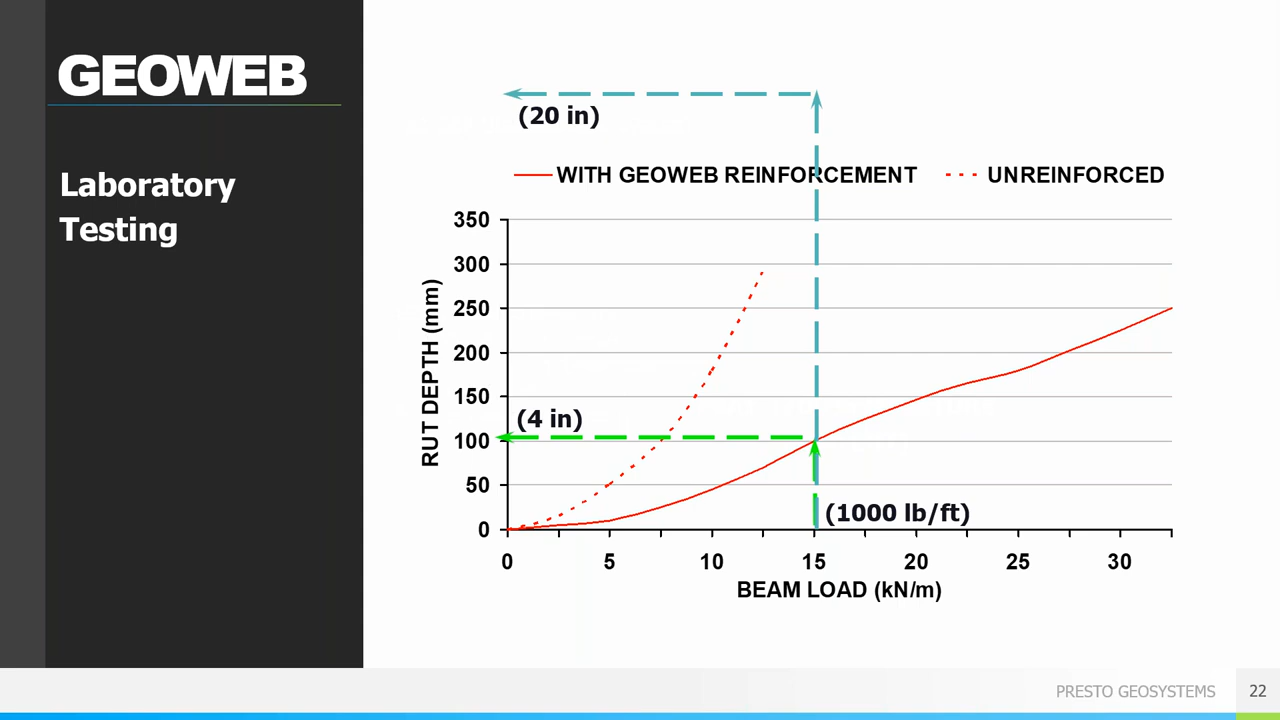 GEOWEB
Laboratory
Testing
(20 in)
WITH GEOWEB REINFORCEMENT UNREINFORCED
350
300
250
200
150
100
50
0
RUT DEPTH (mm)
(4 in)
(1000 lb/ft)
0 5 10 15 20 25 30
BEAM LOAD (kN/m)
PRESTO GEOSYSTEMS 22